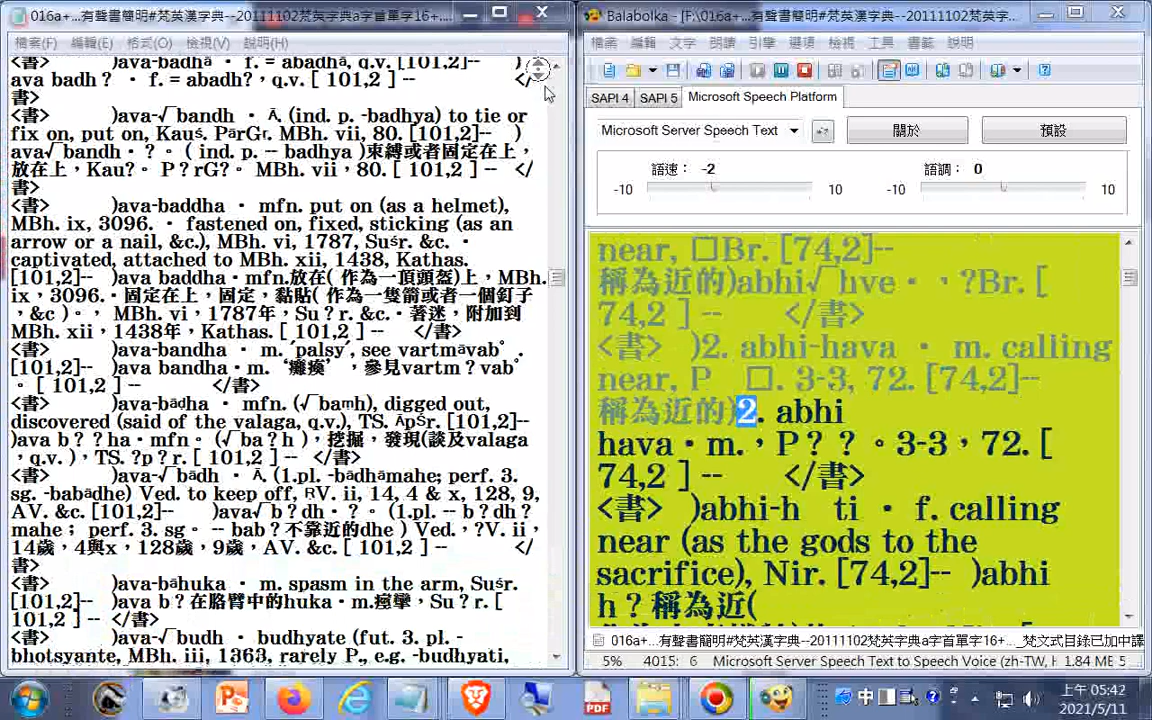 016a+...有聲書簡明#梵英漢字典--20111102梵英字典a字首單字16+....
檔案(F) 編輯(E) 格式(O) 檢視(V) 說明(H)
<書> )ava-badhā · f. = abadhā, q.v. [101,2]-- )
ava badh ? · f. = abadh?, q.v. [ 101,2 ] -- </
書>
<書> )ava-√ bandh · Ā. (ind. p. -badhya) to tie or
fix on, put on, Kauś. PārGr. MBh. vii, 80. [101,2]-- )
ava√ bandh · ? 。 ( ind. p. -- badhya )束縛或者固定在上,
放在上,Kau?。 P ? rG?。 MBh. vii,80. [ 101,2 ] -- </
書>
<書> )ava-baddha · mfn. put on (as a helmet),
MBh. ix, 3096. · fastened on, fixed, sticking (as an
arrow or a nail, &c.), MBh. vi, 1787, Suśr. &c. ·
captivated, attached to MBh. xii, 1438, Kathas.
[101,2]-- )ava baddha · mfn.放在( 作為一頂頭盔)上,MBh.
ix,3096.· 固定在上,固定,黏貼( 作為一隻箭或者一個釘子
,&c )。, MBh. vi,1787年,Su ? r. &c.· 著迷,附加到
MBh. xii,1438年,Kathas. [ 101,2 ] -- </書>
<書> )ava-bandha · m. 'palsy', see vartmāvab˚ .
[101,2]-- )ava bandha · m.‘癱瘓’,參見vartm ? vab˚
。[ 101,2 ] -- </書>
<書> )ava-bāḍha · mfn. (√bamh), digged out,
discovered (said of the valaga, q.v.), TS. ĀpŚr. [101,2]--
)ava b ? ? ha · mfn。 (√ba ? h ),挖掘,發現(談及valaga
,q.v. ),TS. ?p ? r. [ 101,2 ] -- </書>
<書> )ava-√ bādh · Ā. (1.pl. -bādhāmahe; perf. 3.
sg. -babādhe) Ved. to keep off, RV. ii, 14, 4 & x, 128, 9,
AV. &c. [101,2]-- )ava√ b ? dh · ? 。 (1.pl. -- b ? dh ?
mahe; perf. 3. sg 。 -- bab ? 不靠近的dhe ) Ved.,?V. ii,
14歲,4與x,128歲,9歲,AV. &c. [ 101,2 ] -- </
書>
<書> )ava-bāhuka · m. spasm in the arm, Suśr.
[101,2]-- )ava b ? 在胳臂中的huka · m.痙攣,Su ? r. [
101,2 ] -- </書>
<書> )ava-√ budh · budhyate (fut. 3. pl. -
bhotsyante, MBh. iii, 1363, rarely P., e.g. -budhyati,
Balabolka - [F:\016a+...有聲書簡明#梵英漢字典--20111102梵英字...
檔案 編輯 文字 朗讀 引擎 選項 檢視 工具 書籤 說明
SAPI 4 SAPI 5 Microsoft Speech Platform
Microsoft Server Speech Text 關於 預設
語速: -2 語調: 0
-10 10 -10 10
near, □Br. [74,2]--
稱為近的)abhi√ hve · ,?Br. [
74,2 ] -- </書>
<書> )2. abhi-hava · m. calling
near, P □. 3-3, 72. [74,2]--
稱為近的)2. abhi
hava · m.,P ? ? 。3-3,72. [
74,2 ] -- </書>
<書> )abhi-h ti · f. calling
near (as the gods to the
sacrifice), Nir. [74,2]-- )abhi
h ? 稱為近(
016a+...有聲書簡明#梵英漢字典--20111102梵英字典a字首單字16+..._梵文式目錄已加中譯
5% 4015: 6 Microsoft Server Speech Text to Speech Voice (zh-TW, H 1.84 MB 5
中
上午 05:42
2021/5/11